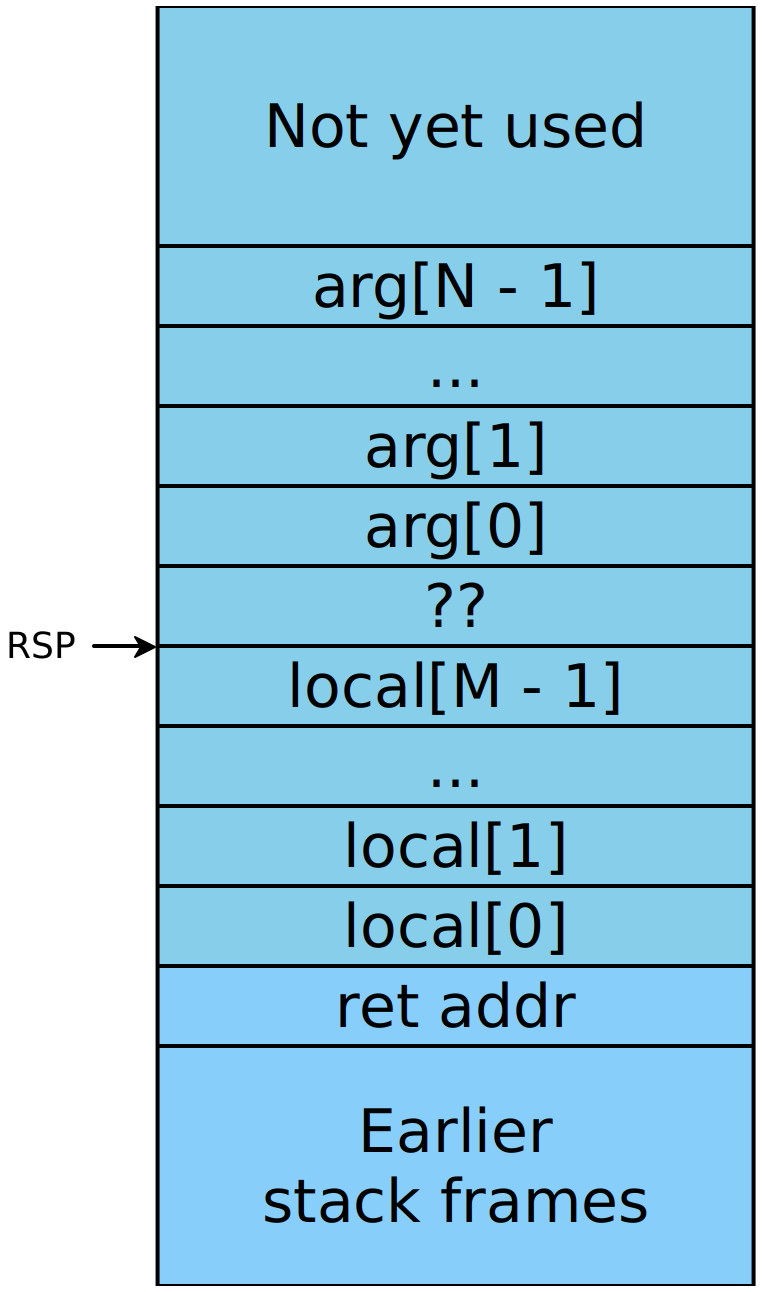 Not yet used
arg[N - 1]
...
arg[1]
arg[0]
??
RSP
local[M - 1]
...
local[1]
local[0]
ret addr
Earlier
stack frames